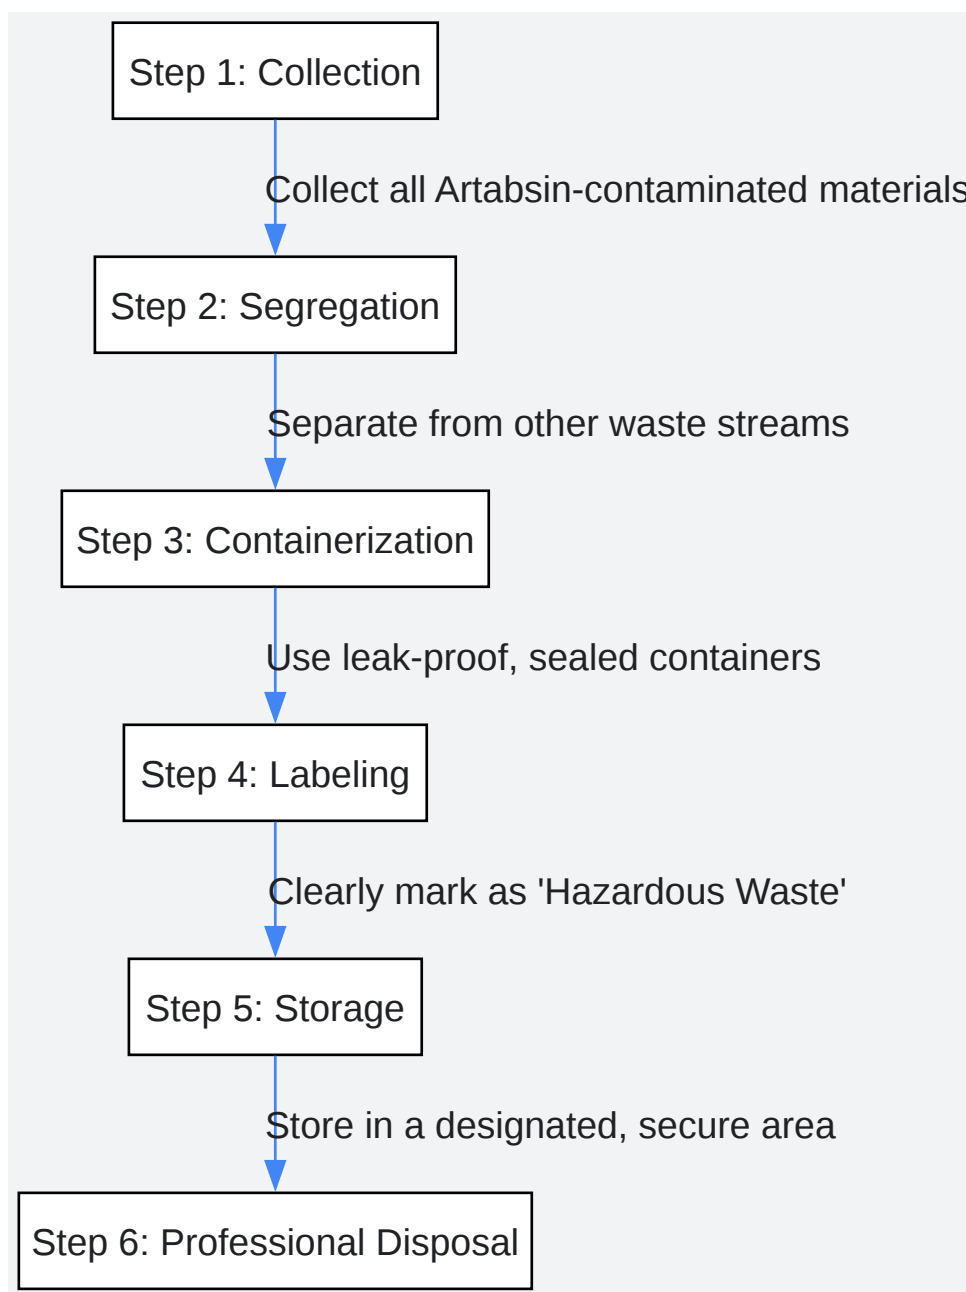 Step 1: Collection
Collect all Artabsin-contaminated materials
Step 2: Segregation
Separate from other waste streams
Step 3: Containerization
Use leak-proof, sealed containers
Step 4: Labeling
Clearly mark as 'Hazardous Waste'
Step 5: Storage
Store in a designated, secure area
Step 6: Professional Disposal